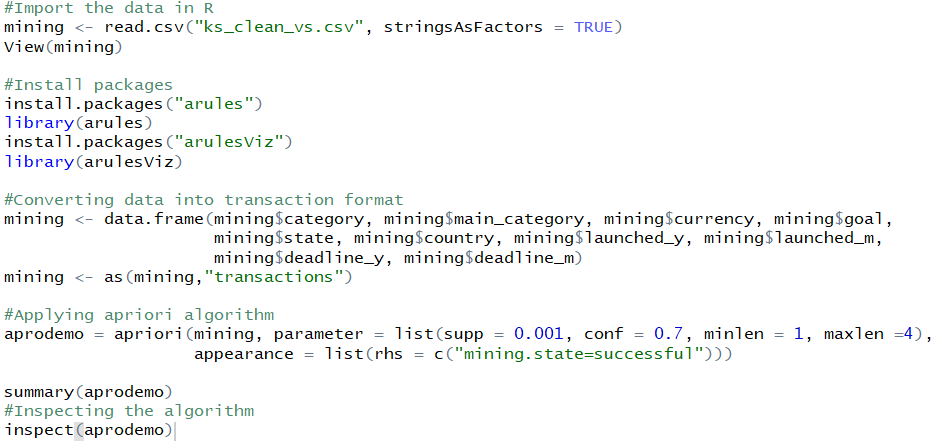 #Import the data in R
mining <- read.csv("ks_clean_vs.csv", stringsAsFactors = TRUE)
View(mining)

#Install packages
install.packages("arules")
library(arules)
install.packages("arulesViz")
library(arulesViz)

#Converting data into transaction format
mining <- data.frame(mining$category, mining$main_category, mining$currency, mining$goal,
                     mining$state, mining$country, mining$launched_y, mining$launched_m,
                     mining$deadline_y, mining$deadline_m)
mining <- as(mining,"transactions")

#Applying apriori algorithm
aprodemo = apriori(mining, parameter = list(supp = 0.001, conf = 0.7, minlen = 1, maxlen =4),
                   appearance = list(rhs = c("mining.state=successful")))

summary(aprodemo)
#Inspecting the algorithm
inspect(aprodemo)